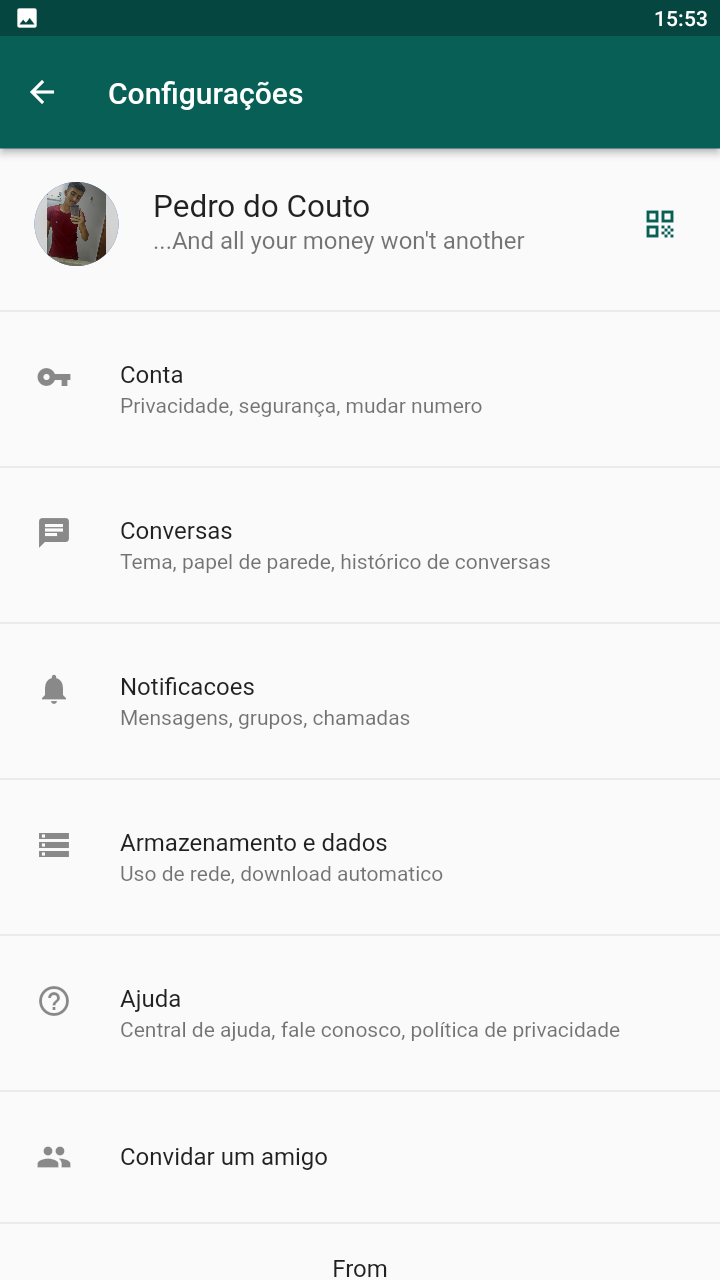 15:53
Configurações
Pedro do Couto
...And all your money won't another
Conta
Privacidade, segurança, mudar numero
Conversas
Tema, papel de parede, histórico de conversas
Notificacoes
Mensagens, grupos, chamadas
Armazenamento e dados
Uso de rede, download automatico
Ajuda
Central de ajuda, fale conosco, política de privacidade
Convidar um amigo
From